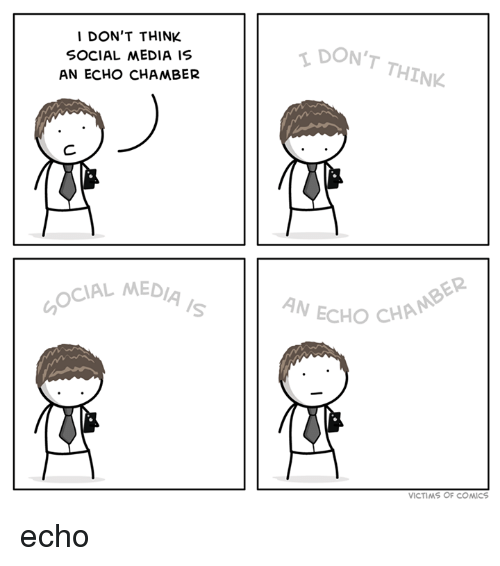 I DON'T THINK
SOCIAL MEDIA IS
AN ECHO CHAMBER
I DON'T THINK
SOCIAL MEDIA IS
AN ECHO CHAMBER
VICTIMS OF COMICS
echo